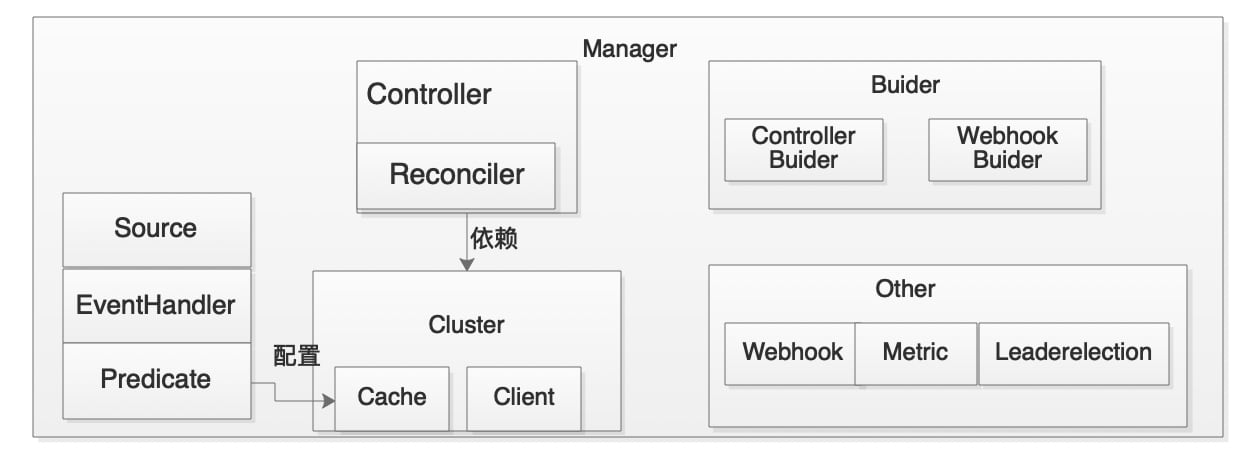 Manager
Controller
Reconciler
依赖
Source
EventHandler
Predicate
配置
Cluster
Cache
Client
Buider
Controller
Buider
Webhook
Buider
Other
Webhook
Metric
Leaderelection